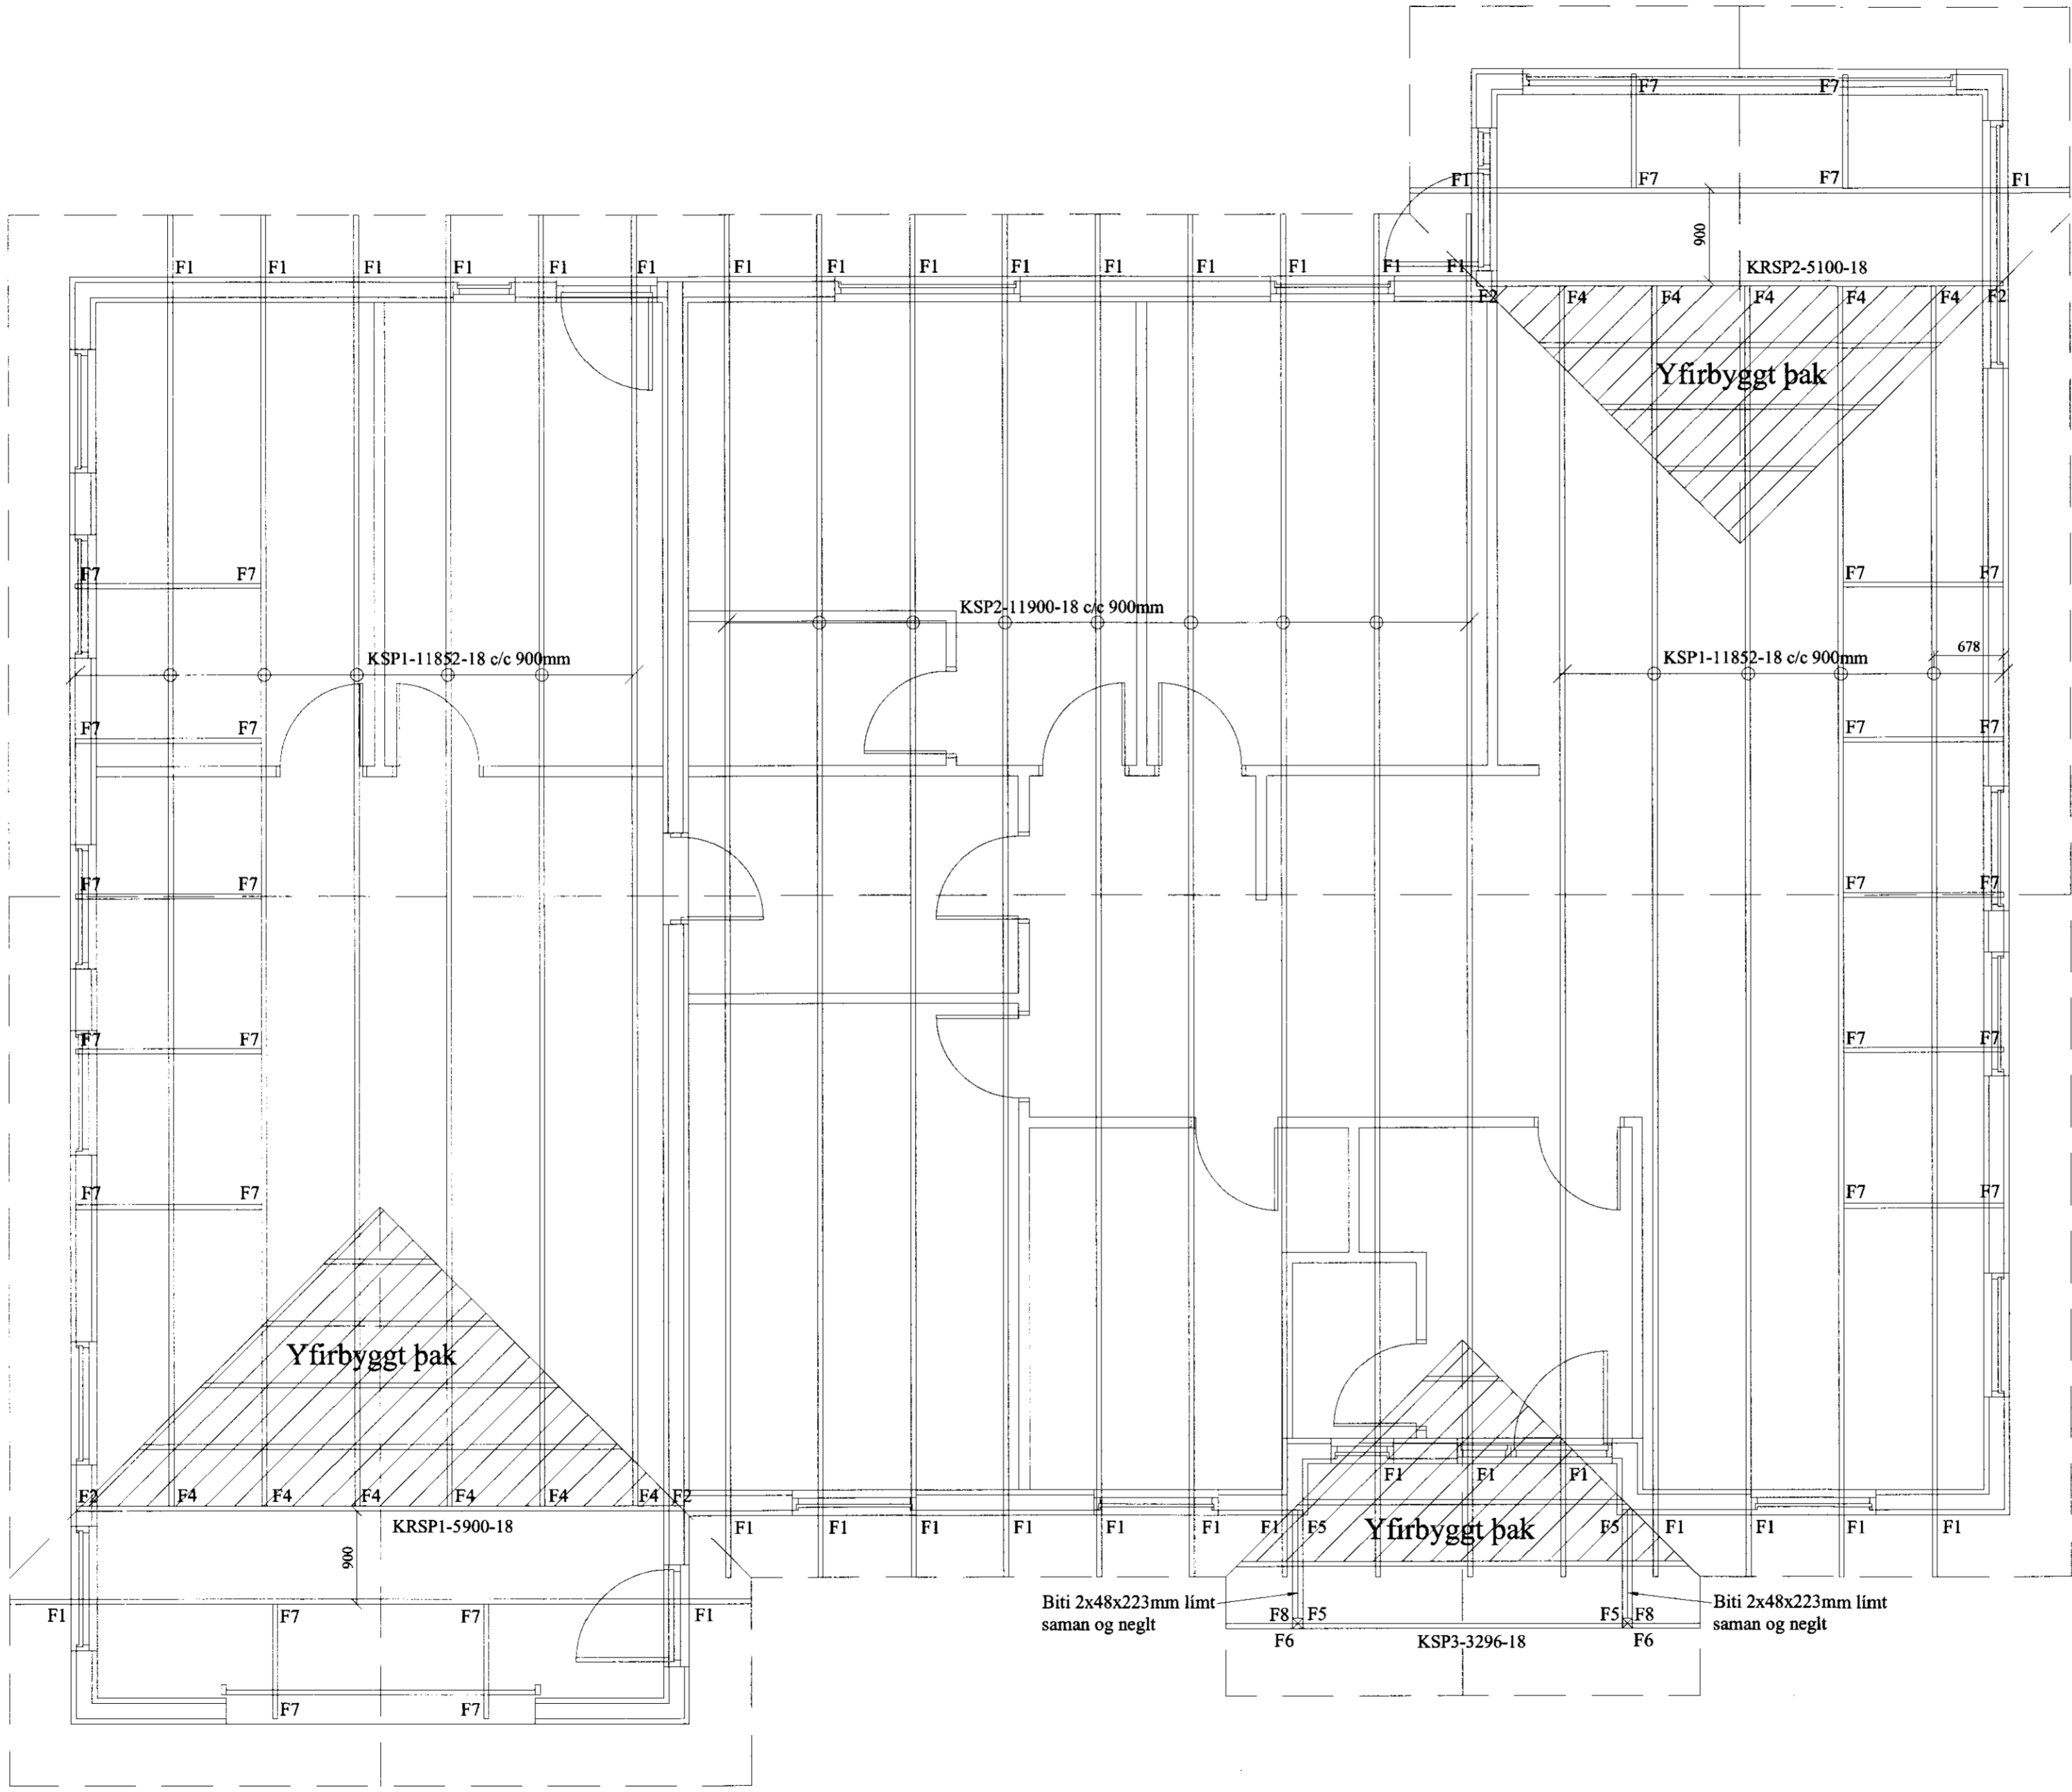 F7 F7
F1 F7 F7 F1
900
F1 F1 F1 F1 F1 F1 F1 F1 F1 F1 F1 F1 F1 F1 F1
KRSP2-5100-18
F2 F4 F4 F4 F4 F4 F2
Yfirbyggt þak
F7 F7 F7 F7
KSP2-11900-18 c/c 900mm
KSP1-11852-18 c/c 900mm
KSP1-11852-18 c/c 900mm
678
F7 F7 F7 F7
F7 F7 F7 F7
F7 F7 F7 F7
F7 F7 F7 F7
Yfirbyggt þak
F1 F1 F1
F2 F4 F4 F4 F4 F4 F4 F2
KRSP1-5900-18
F1 F1 F1 F1 F1 F1 F1 F5
Yfirbyggt þak
F5 F1 F1 F1 F1
900
Biti 2x48x223mm límt
saman og neglt
Biti 2x48x223mm límt
saman og neglt
F1 F7 F7 F1
F8 F5 F5 F8
F6 KSP3-3296-18 F6
F7 F7